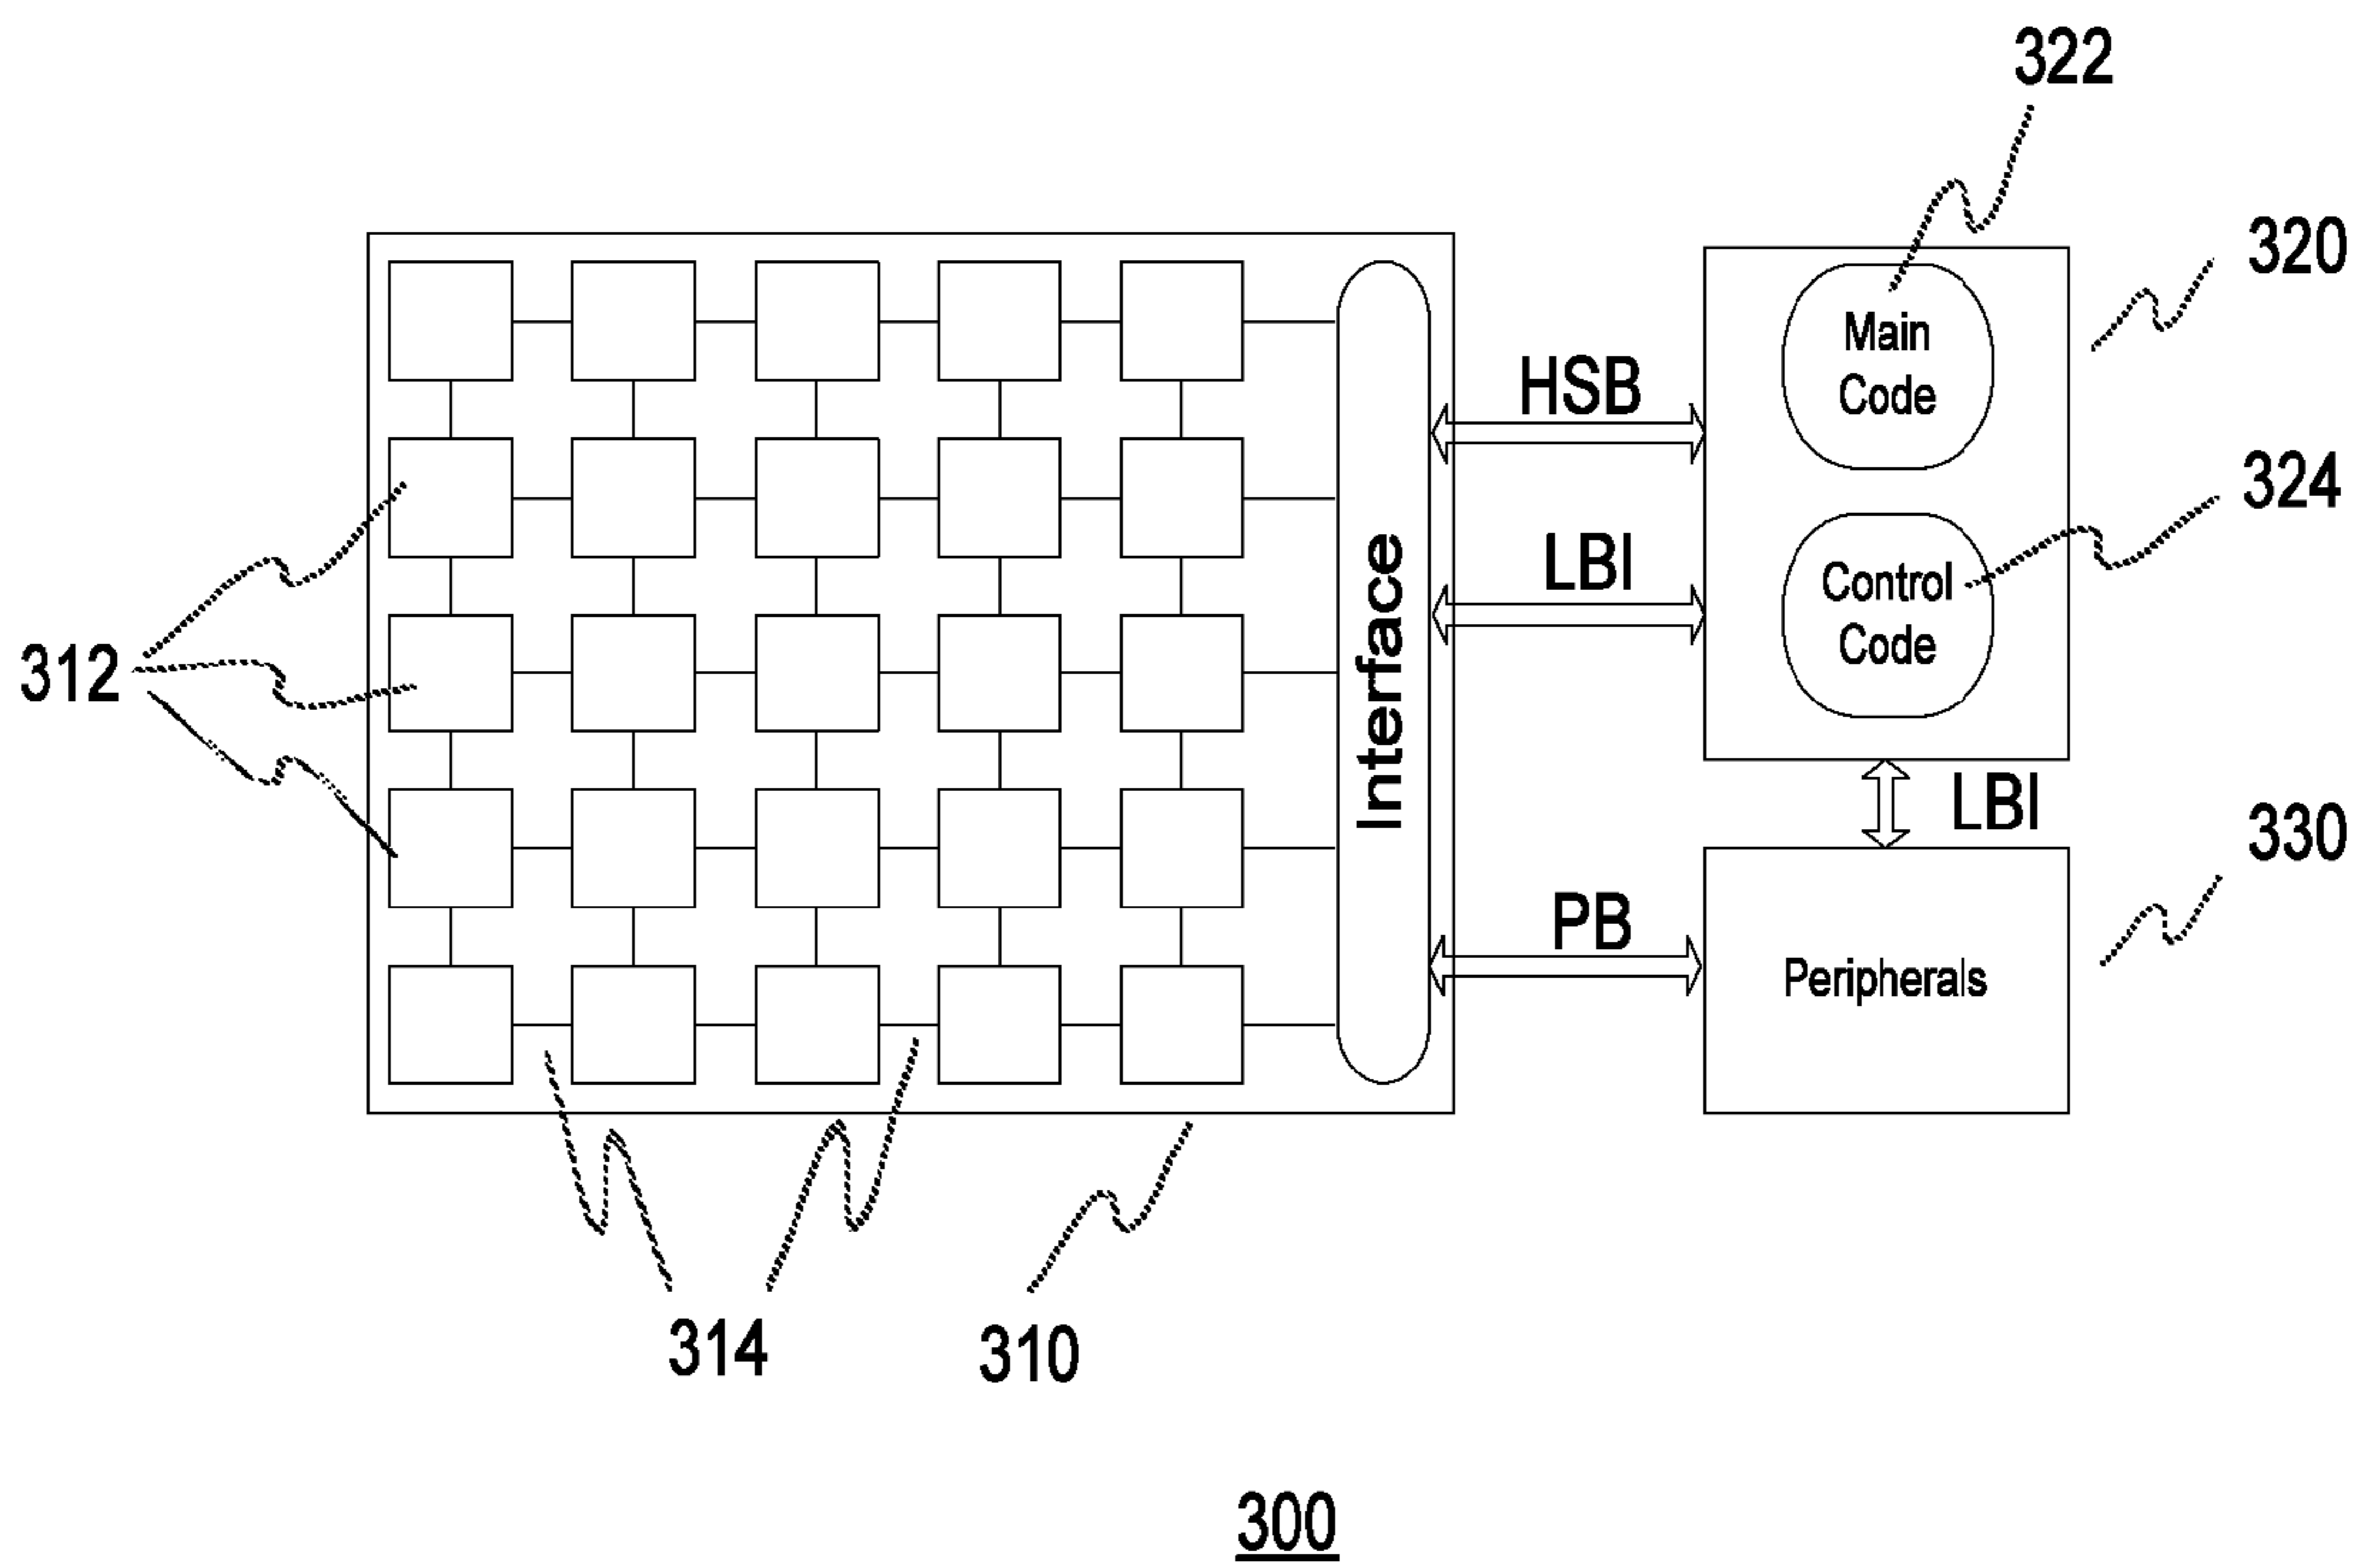 322
320
Main
Code
HSB
324
LBI
Control
Code
Interface
312
LBI
330
PB
Peripherals
314
310
300